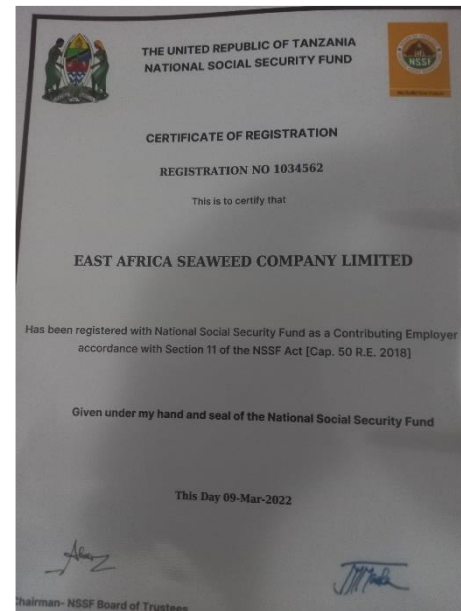 THE UNITED REPUBLIC OF TANZANIA
NATIONAL SOCIAL SECURITY FUND
NSSF
CERTIFICATE OF REGISTRATION
REGISTRATION NO 1034562
This is to certify that
EAST AFRICA SEAWEED COMPANY LIMITED
Has been registered with National Social Security Fund as a Contributing Employer
accordance with Section 11 of the NSSF Act [Cap. 50 R.E. 2018]
Given under my hand and seal of the National Social Security Fund
This Day 09-Mar-2022
Chairman- NSSF Board of Trustees